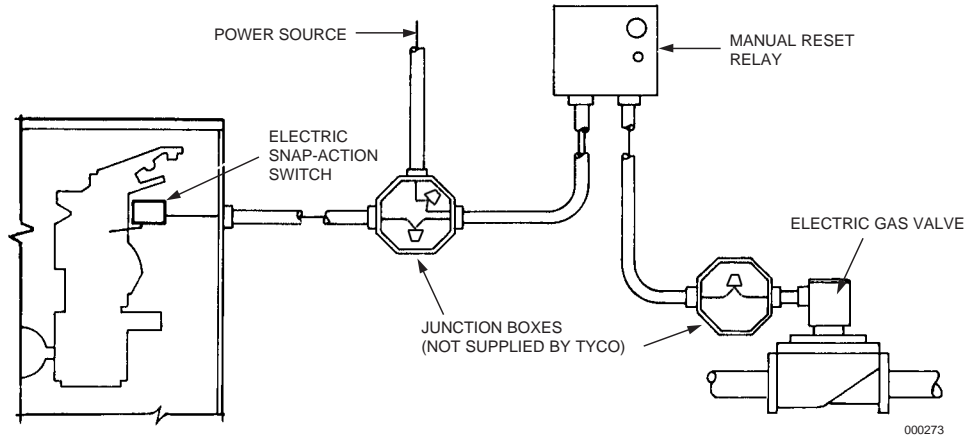 POWER SOURCE
MANUAL RESET
RELAY
ELECTRIC
SNAP-ACTION
SWITCH
ELECTRIC GAS VALVE
JUNCTION BOXES
(NOT SUPPLIED BY TYCO)
000273